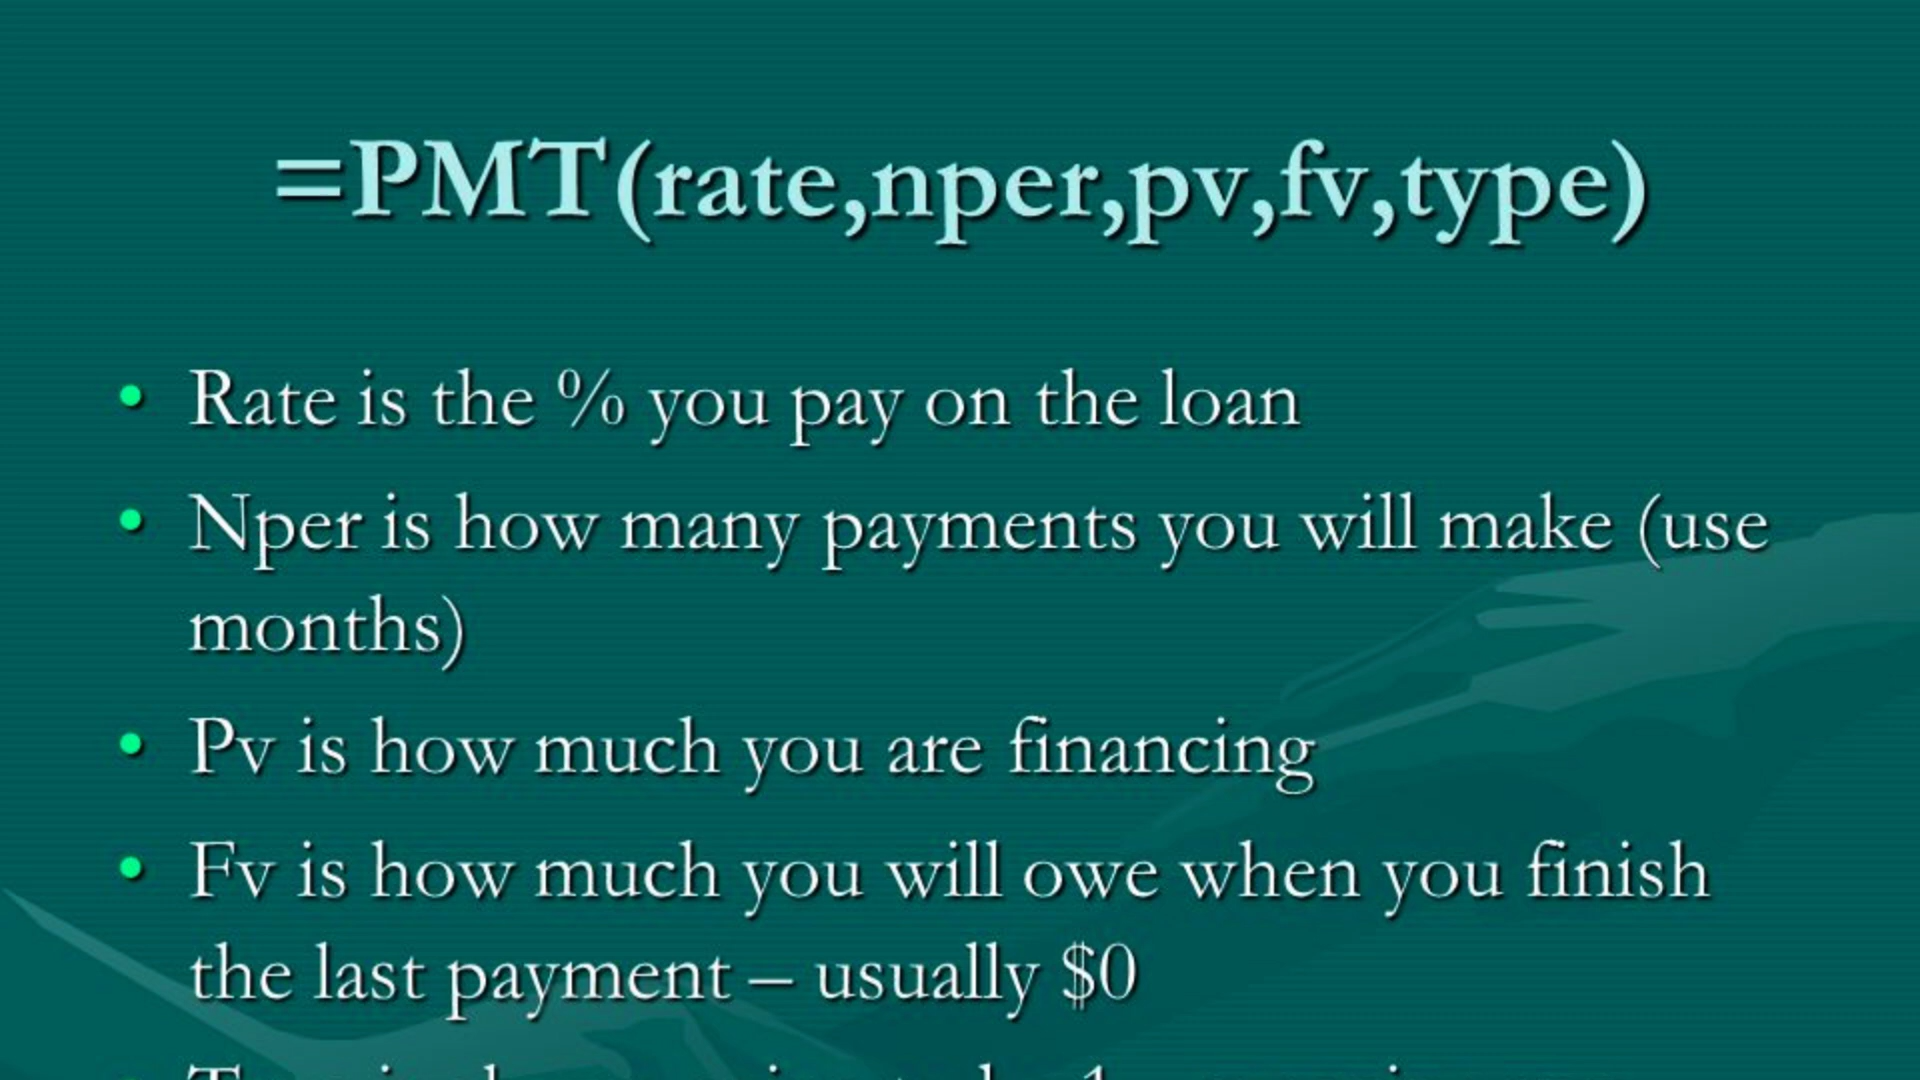 =PMT(rate,nper,pv,fv,type)
• Rate is the % you pay on the loan
• Nper is how many payments you will make (use
months)
• Pv is how much you are financing
• Fv is how much you will owe when you finish
the last payment – usually $0